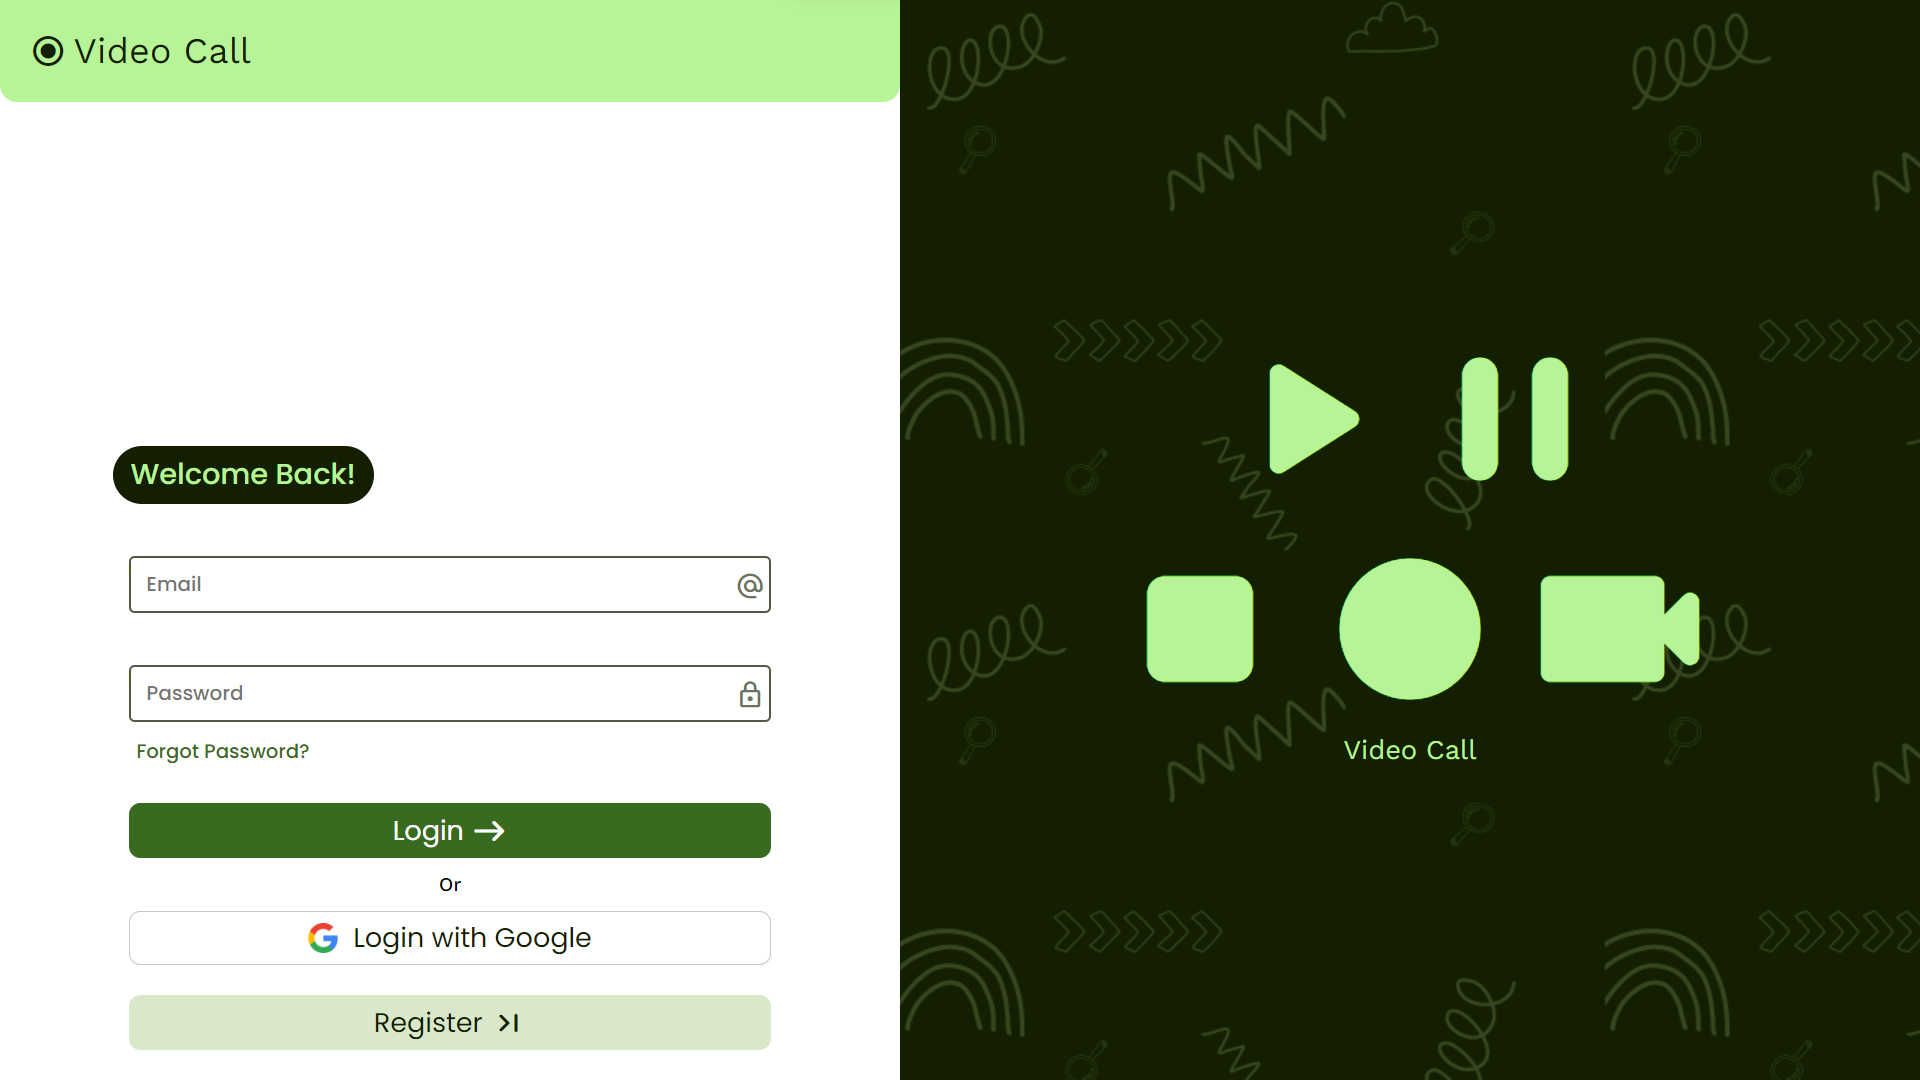 Video Call
Welcome Back!
Email
Password
Forgot Password?
Login
Or
Login with Google
Register
Video Call